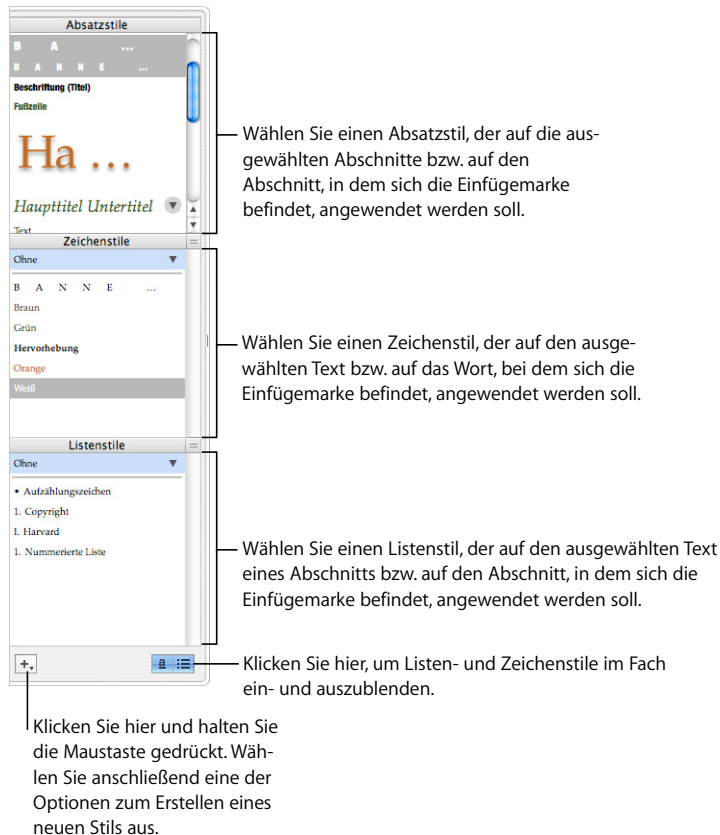 Absatzstile
B A ...
B A N N E ...
Beschriftung (Titel)
Fußzeile
Ha ...
Haupttitel Untertitel
Text
Wählen Sie einen Absatzstil, der auf die aus-
gewählten Abschnitte bzw. auf den
Abschnitt, in dem sich die Einfügemarke
befindet, angewendet werden soll.
Zeichenstile
Ohne
B A N N E ...
Braun
Grün
Hervorhebung
Orange
Weiß
Wählen Sie einen Zeichenstil, der auf den ausge-
wählten Text bzw. auf das Wort, bei dem sich die
Einfügemarke befindet, angewendet werden soll.
Listenstile
Ohne
• Aufzählungszeichen
1. Copyright
I. Harvard
1. Nummerierte Liste
Wählen Sie einen Listenstil, der auf den ausgewählten Text
eines Abschnitts bzw. auf den Abschnitt, in dem sich die
Einfügemarke befindet, angewendet werden soll.
a
Klicken Sie hier, um Listen- und Zeichenstile im Fach
ein- und auszublenden.
Klicken Sie hier und halten Sie
die Maustaste gedrückt. Wäh-
len Sie anschließend eine der
Optionen zum Erstellen eines
neuen Stils aus.